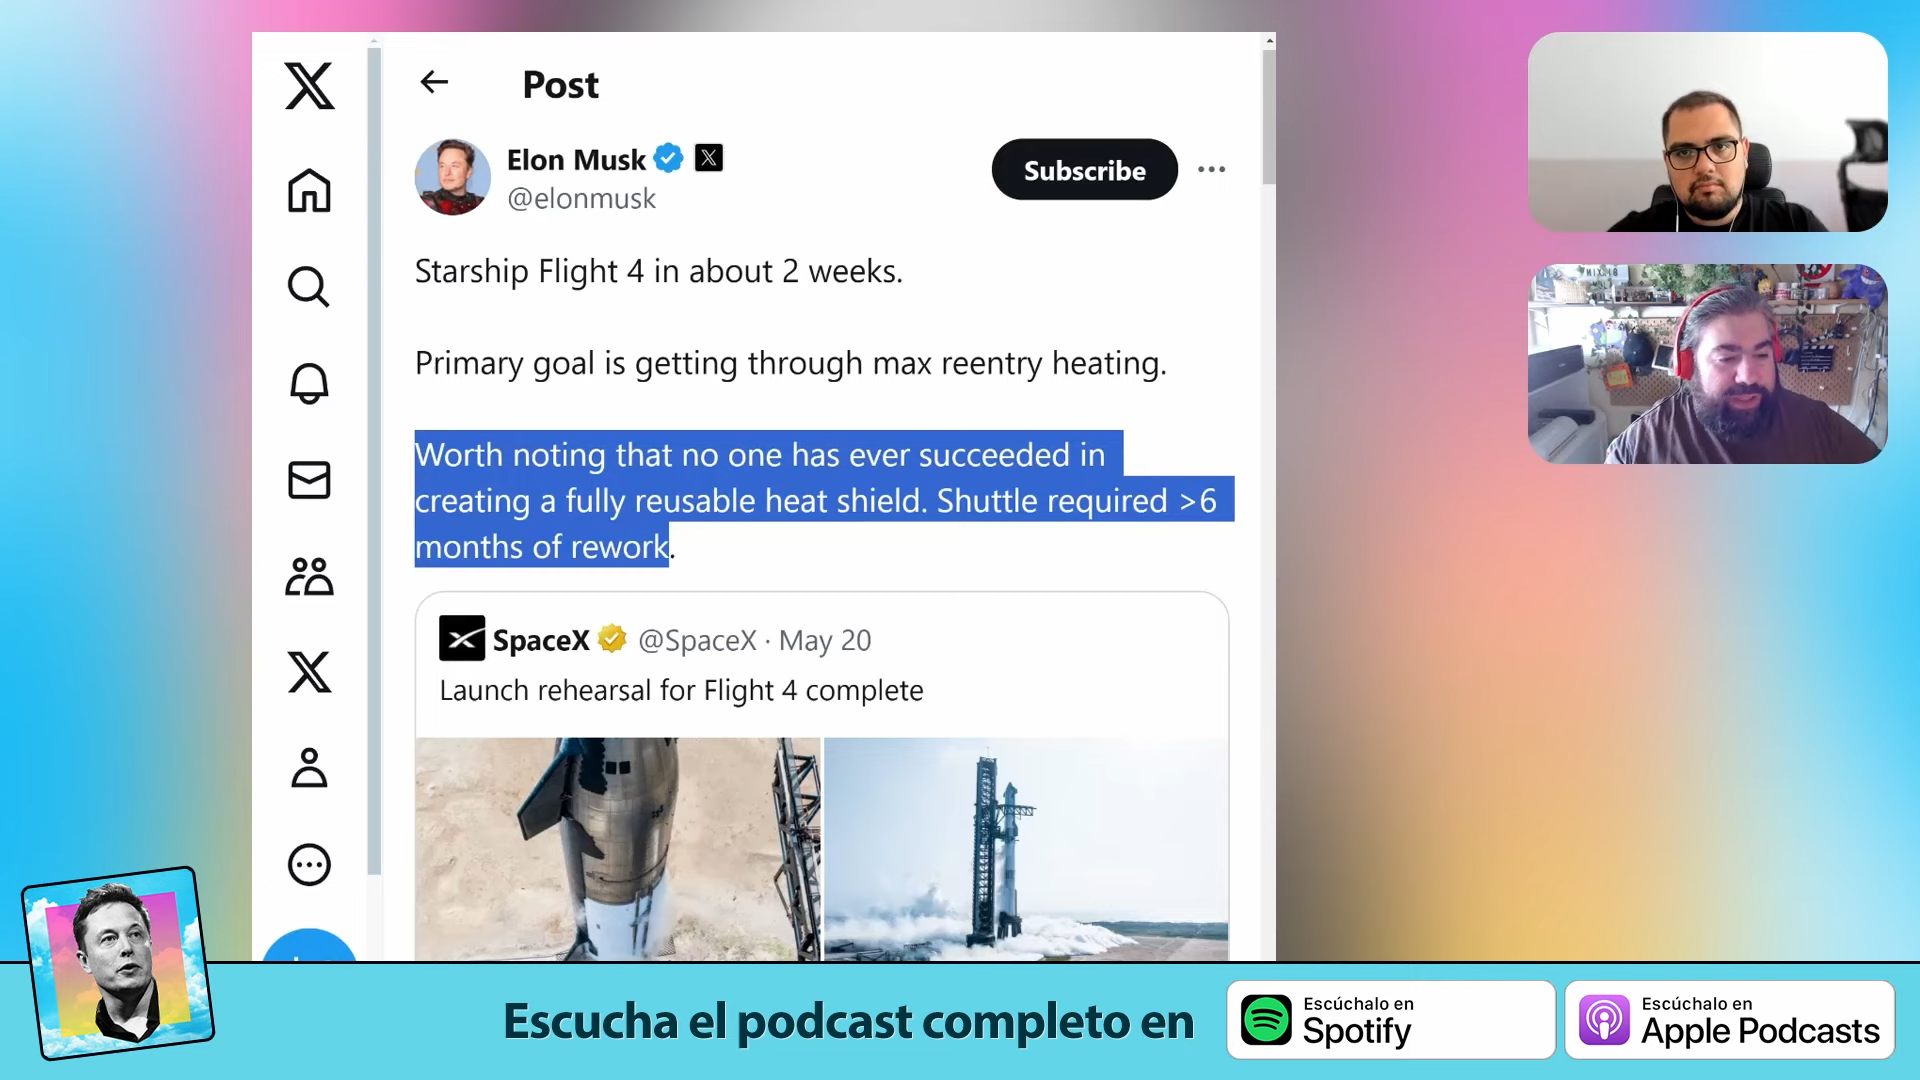 Post
Elon Musk
@elonmusk
Subscribe
Starship Flight 4 in about 2 weeks.
Primary goal is getting through max reentry heating.
Worth noting that no one has ever succeeded in
creating a fully reusable heat shield. Shuttle required >6
months of rework.
SpaceX @SpaceX · May 20
Launch rehearsal for Flight 4 complete
Escucha el podcast completo en
Escúchalo en
Spotify
Escúchalo en
Apple Podcasts